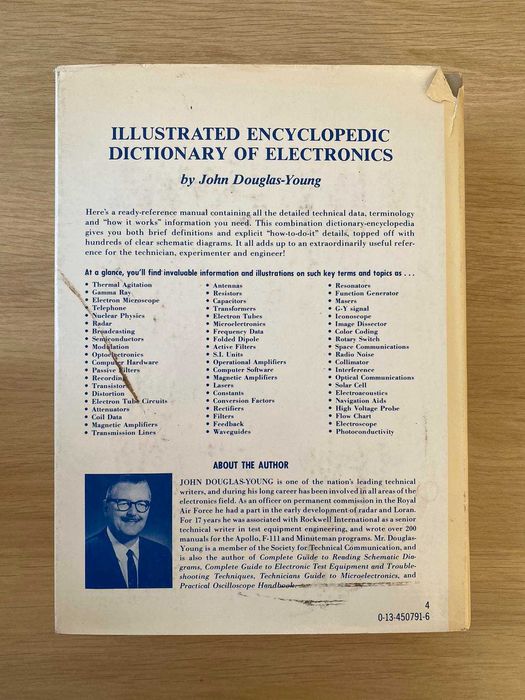 ILLUSTRATED ENCYCLOPEDIC
DICTIONARY OF ELECTRONICS
by John Douglas-Young
Here's a ready-reference manual containing all the detailed technical data, terminology
and "how it works" information you need. This combination dictionary-encyclopedia
gives you both brief definitions and explicit "how-to-do-it" details, topped off with
hundreds of clear schematic diagrams. It all adds up to an extraordinarily useful refer-
ence for the technician, experimenter and engineer!
At a glance, you'll find invaluable information and illustrations on such key terms and topics as . . .
• Thermal Agitation
• Gamma Ray
• Electron Microscope
• Telephone
• Nuclear Physics
• Radar
• Broadcasting
• Semiconductors
• Modulation
• Optoelectronics
• Computer Hardware
• Passive Filters
• Recording
• Transistor
• Distortion
• Electron Tube Circuits
• Attenuators
• Coil Data
• Magnetic Amplifiers
• Transmission Lines
• Antennas
• Resistors
• Capacitors
• Transformers
• Electron Tubes
• Microelectronics
• Frequency Data
• Folded Dipole
• Active Filters
• S.I. Units
• Operational Amplifiers
• Computer Software
• Magnetic Amplifiers
• Lasers
• Constants
• Conversion Factors
• Rectifiers
• Filters
• Feedback
• Waveguides
• Resonators
• Function Generator
• Masers
• G-Y signal
• Iconoscope
• Image Dissector
• Color Coding
• Rotary Switch
• Space Communications
• Radio Noise
• Collimator
• Interference
• Optical Communications
• Solar Cell
• Electroacoustics
• Navigation Aids
• High Voltage Probe
• Flow Chart
• Electroscope
• Photoconductivity
ABOUT THE AUTHOR
JOHN DOUGLAS-YOUNG is one of the nation's leading technical
writers, and during his long career has been involved in all areas of the
electronics field. As an officer on permanent commission in the Royal
Air Force he had a part in the early development of radar and Loran.
For 17 years he was associated with Rockwell International as a senior
technical writer in test equipment engineering, and wrote over 200
manuals for the Apollo, F-111 and Minuteman programs. Mr. Douglas-
Young is a member of the Society for Technical Communication, and
is also the author of Complete Guide to Reading Schematic Dia-
grams, Complete Guide to Electronic Test Equipment and Trouble-
shooting Techniques, Technicians Guide to Microelectronics, and
Practical Oscilloscope Handbook.
4
0-13-450791-6